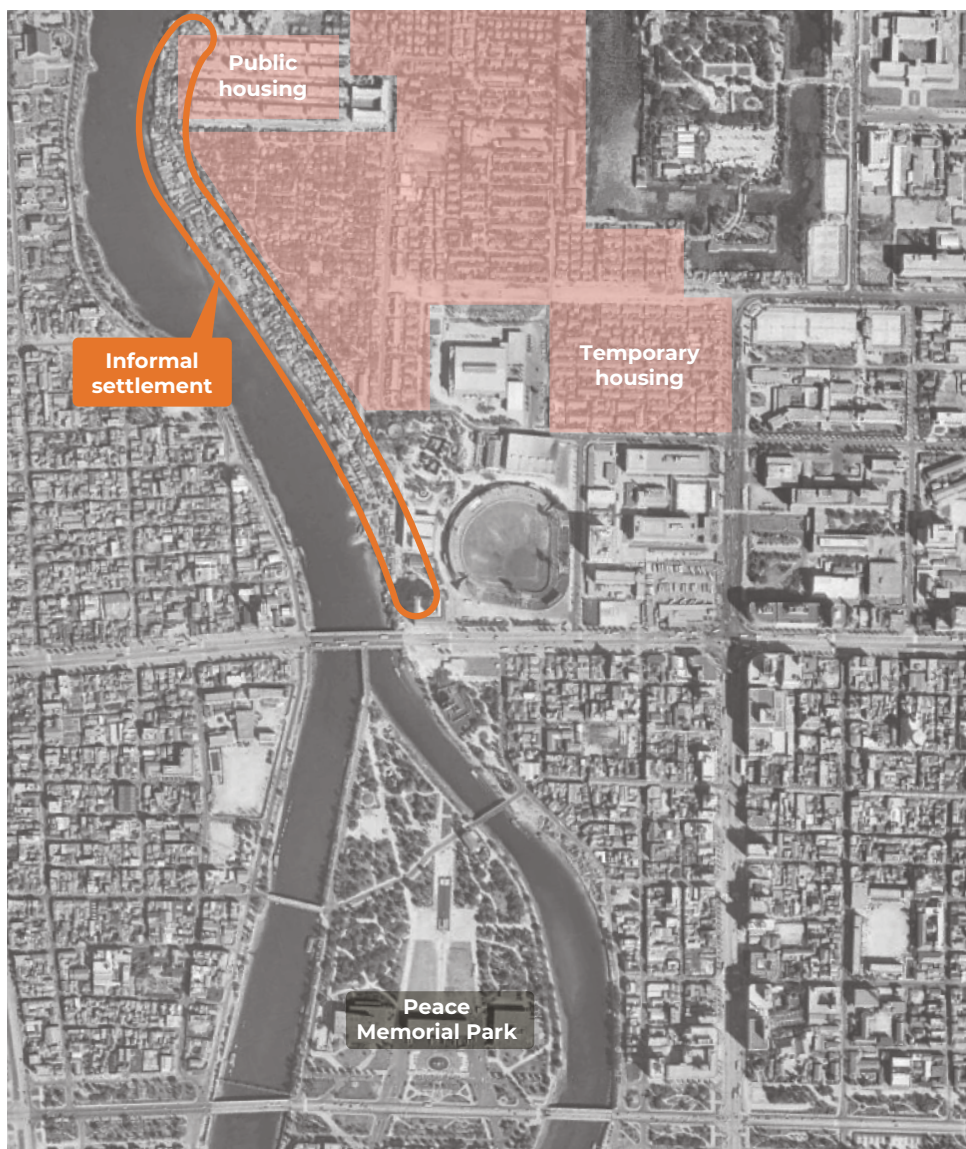 Public
housing
Informal
settlement
Temporary
housing
Peace
Memorial Park